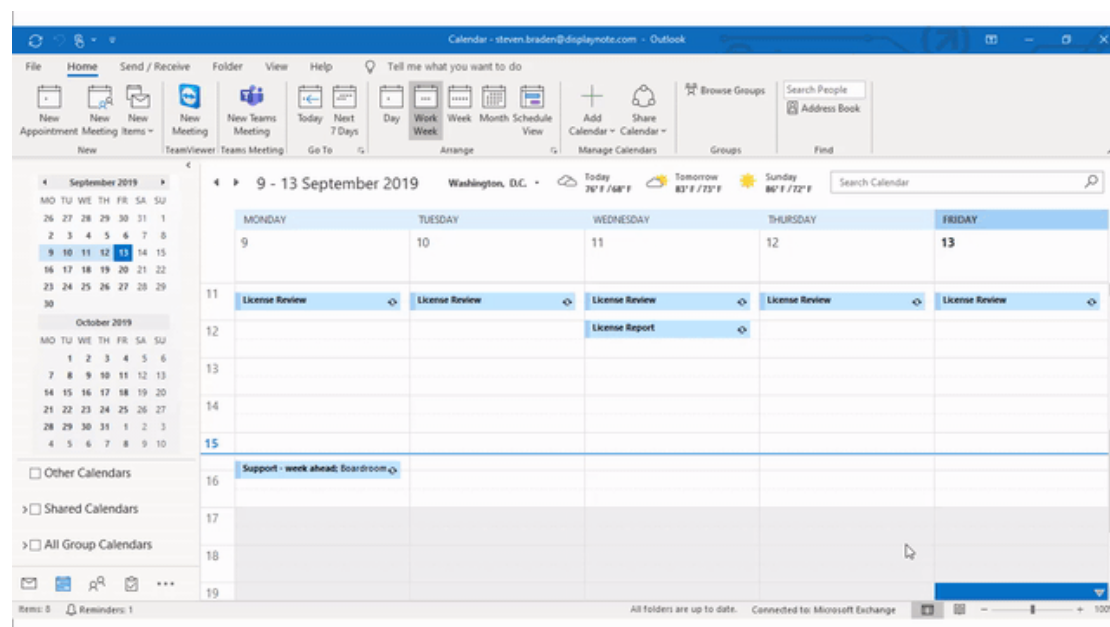 Calendar - steven.braden@displaynote.com - Outlook
File Home Send / Receive Folder View Help Tell me what you want to do
New Appointment
New Meeting
New Items
New Meeting
New Teams Meeting
Today
Next 7 Days
Day
Work Week
Week
Month
Schedule View
Add Calendar
Share Calendar
Browse Groups
Search People
Address Book
New TeamViewer Teams Meeting Go To Arrange Manage Calendars Groups Find
September 2019
MO TU WE TH FR SA SU
26 27 28 29 30 31 1
2 3 4 5 6 7 8
9 10 11 12 13 14 15
16 17 18 19 20 21 22
23 24 25 26 27 28 29
30
October 2019
MO TU WE TH FR SA SU
1 2 3 4 5 6
7 8 9 10 11 12 13
14 15 16 17 18 19 20
21 22 23 24 25 26 27
28 29 30 31 1 2 3
4 5 6 7 8 9 10
Other Calendars
Shared Calendars
All Group Calendars
9 - 13 September 2019
Washington, D.C.
Today
76°F/68°F
Tomorrow
83°F/73°F
Sunday
86°F/72°F
Search Calendar
MONDAY TUESDAY WEDNESDAY THURSDAY FRIDAY
9 10 11 12 13
11 License Review License Review License Review License Review License Review
License Report
12
13
14
15
Support - week ahead; Boardroom
16
17
18
19
Items: 8 Reminders: 1 All folders are up to date. Connected to: Microsoft Exchange - + 100